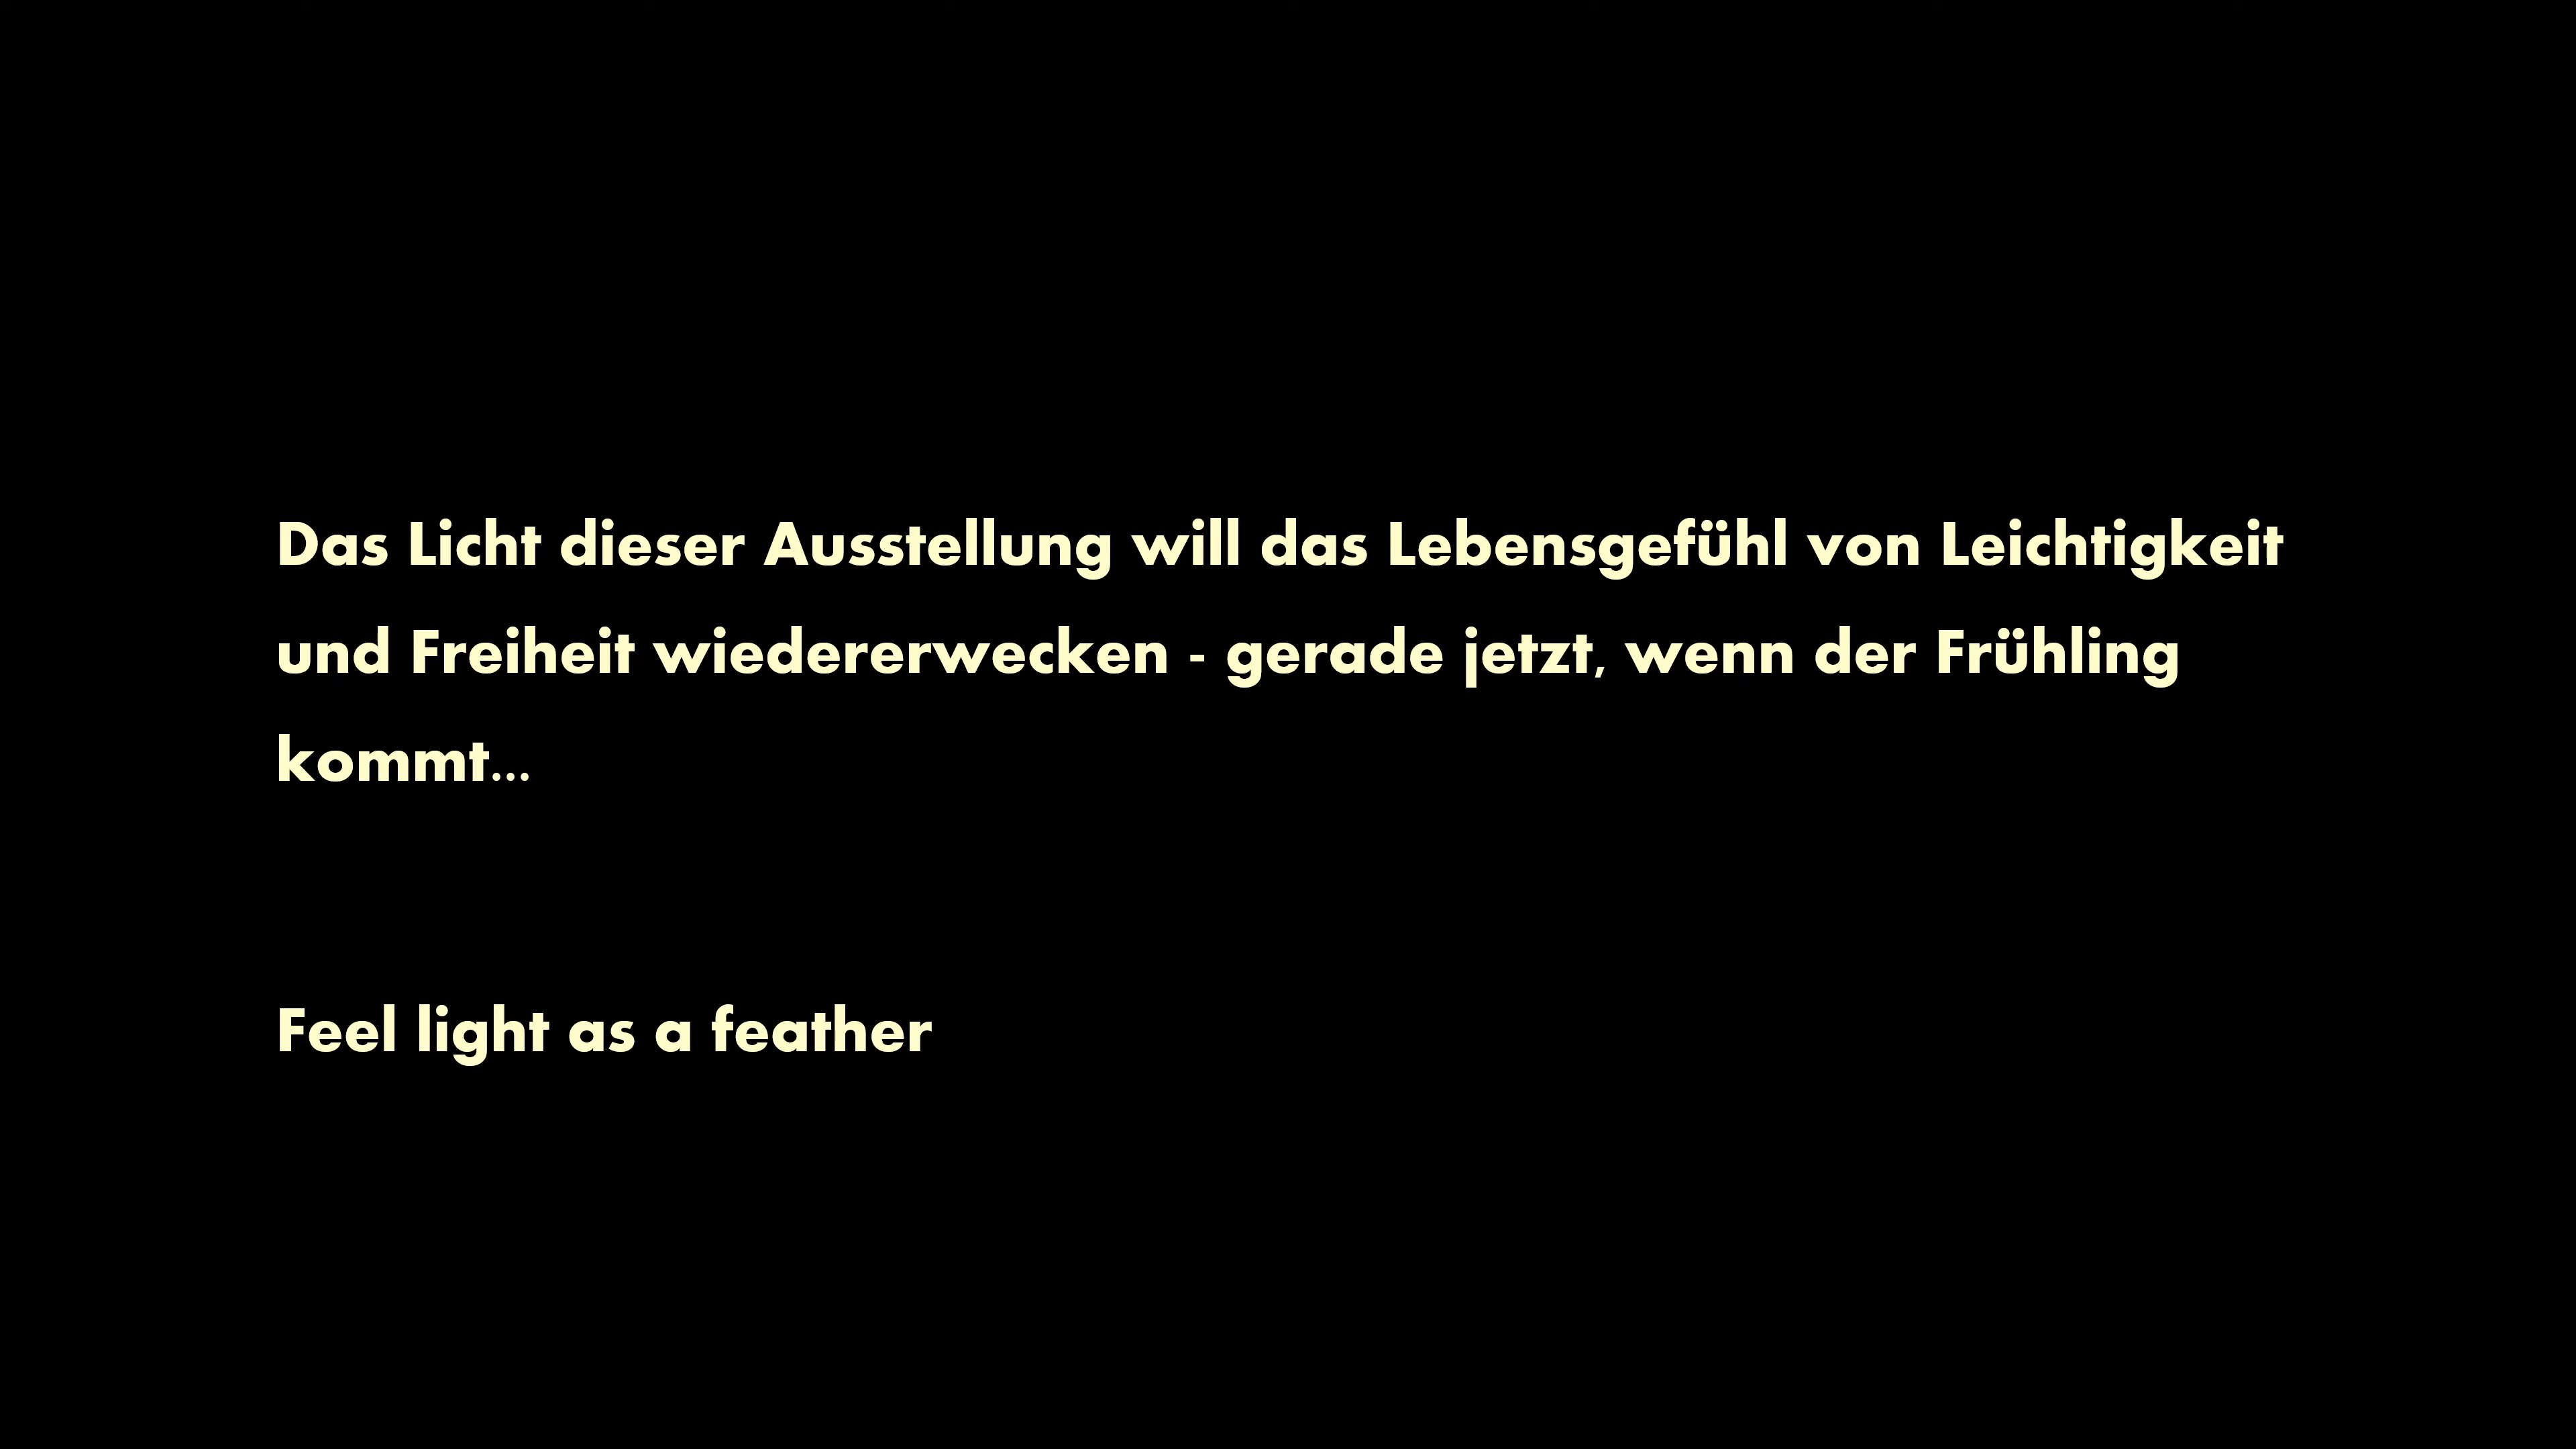 Das Licht dieser Ausstellung will das Lebensgefühl von Leichtigkeit
und Freiheit wiedererwecken - gerade jetzt, wenn der Frühling
kommt...
Feel light as a feather